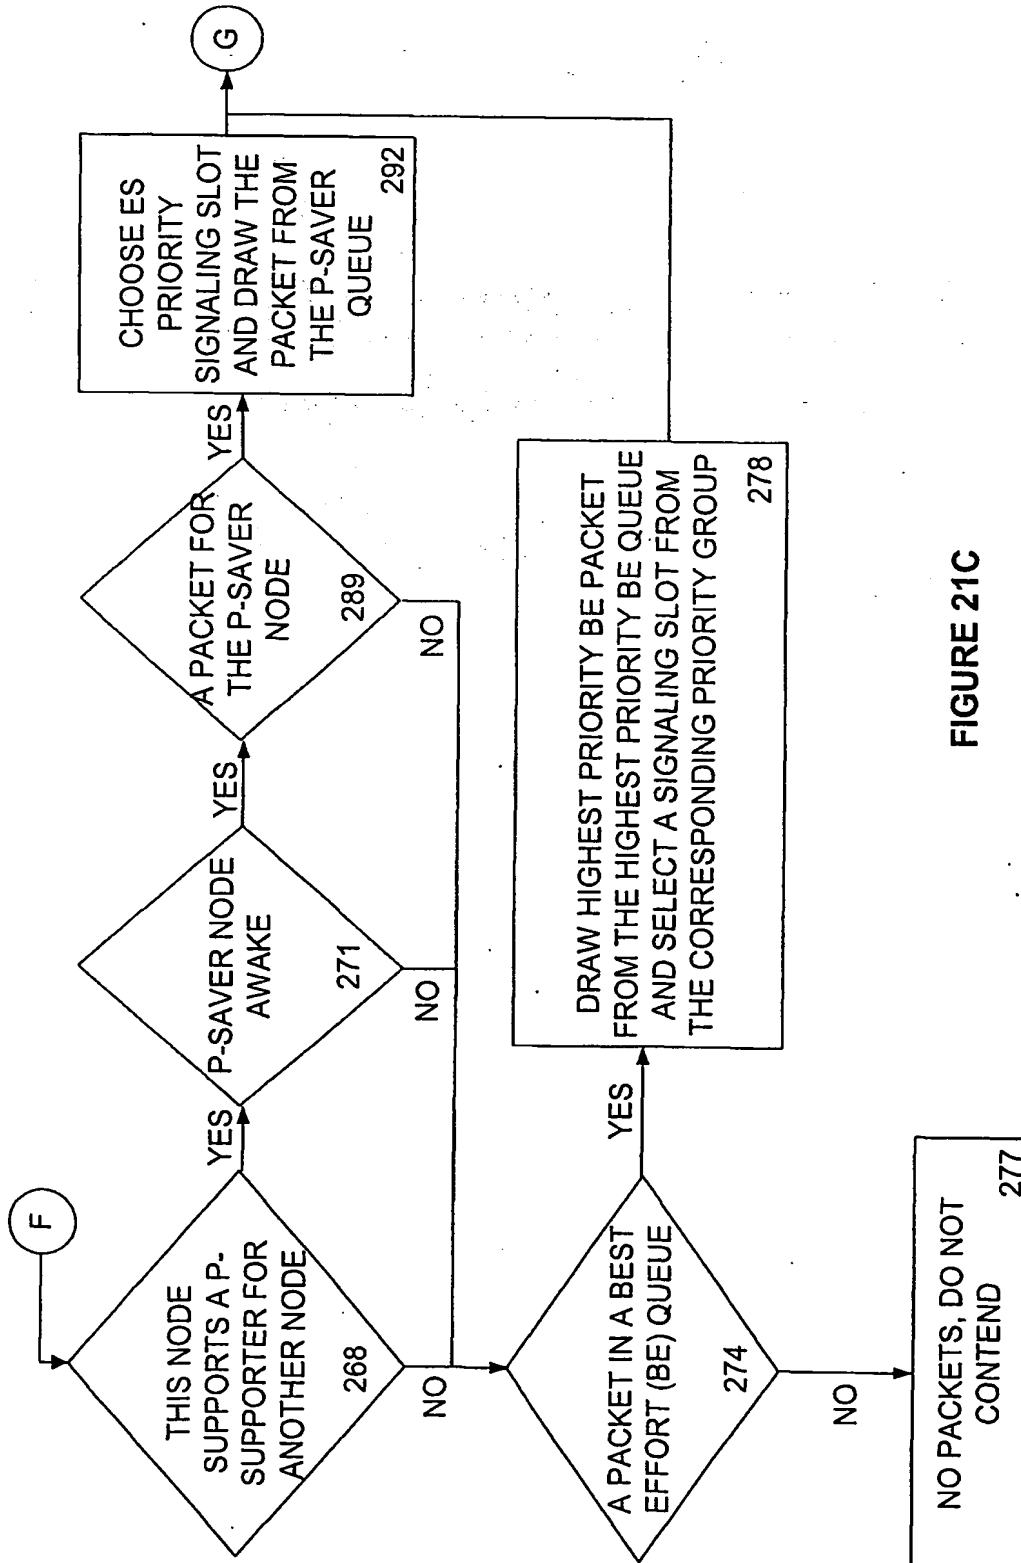 F
THIS NODE
SUPPORTS A P-
SUPPORTER FOR
ANOTHER NODE
268
YES
NO
P-SAVER NODE
AWAKE
271
YES
NO
A PACKET FOR
THE P-SAVER
NODE
289
YES
NO
CHOOSE ES
PRIORITY
SIGNALING SLOT
AND DRAW THE
PACKET FROM
THE P-SAVER
QUEUE
292
G
A PACKET IN A BEST
EFFORT (BE) QUEUE
274
YES
NO
DRAW HIGHEST PRIORITY BE PACKET
FROM THE HIGHEST PRIORITY BE QUEUE
AND SELECT A SIGNALING SLOT FROM
THE CORRESPONDING PRIORITY GROUP
278
NO PACKETS, DO NOT
CONTEND
277
FIGURE 21C